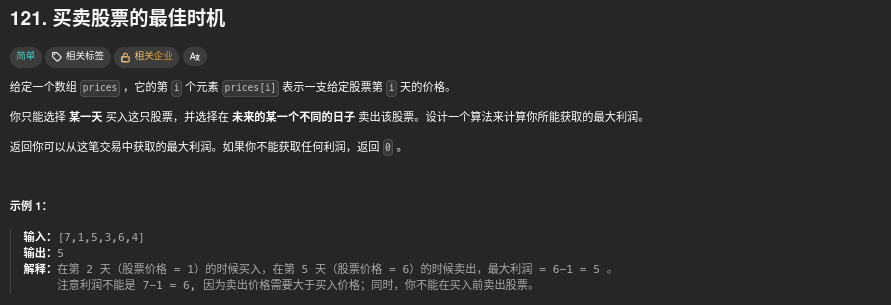 121. 买卖股票的最佳时机
简单 相关标签 相关企业 Aあ
给定一个数组 prices ，它的第 i 个元素 prices[i] 表示一支给定股票第 i 天的价格。
你只能选择 某一天 买入这只股票，并选择在 未来的某一个不同的日子 卖出该股票。设计一个算法来计算你所能获取的最大利润。
返回你可以从这笔交易中获取的最大利润。如果你不能获取任何利润，返回 0 。
示例 1：
输入：[7,1,5,3,6,4]
输出：5
解释：在第 2 天（股票价格 = 1）的时候买入，在第 5 天（股票价格 = 6）的时候卖出，最大利润 = 6-1 = 5 。
注意利润不能是 7-1 = 6, 因为卖出价格需要大于买入价格；同时，你不能在买入前卖出股票。